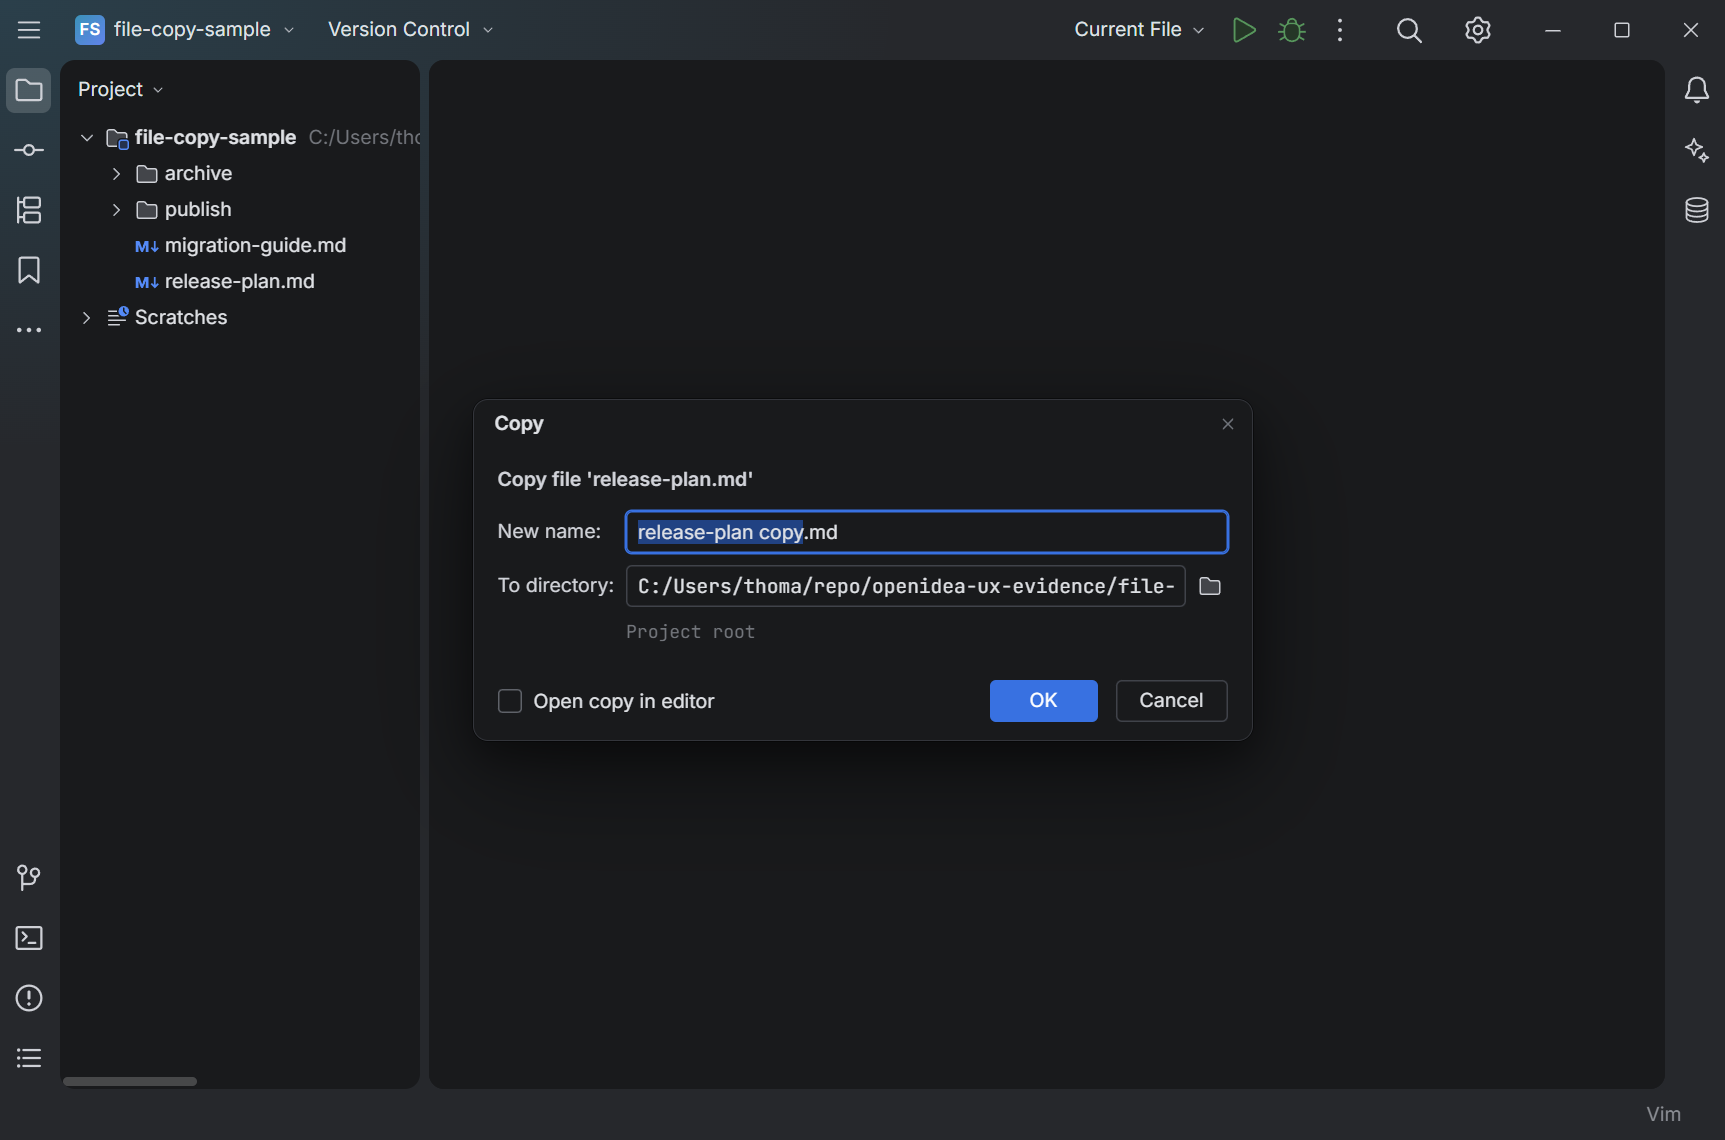 FS file-copy-sample Version Control Current File
Project
file-copy-sample C:/Users/tho
archive
publish
M↓ migration-guide.md
M↓ release-plan.md
Scratches
Copy
Copy file 'release-plan.md'
New name: release-plan copy.md
To directory: C:/Users/thoma/repo/openidea-ux-evidence/file-
Project root
Open copy in editor OK Cancel
Vim